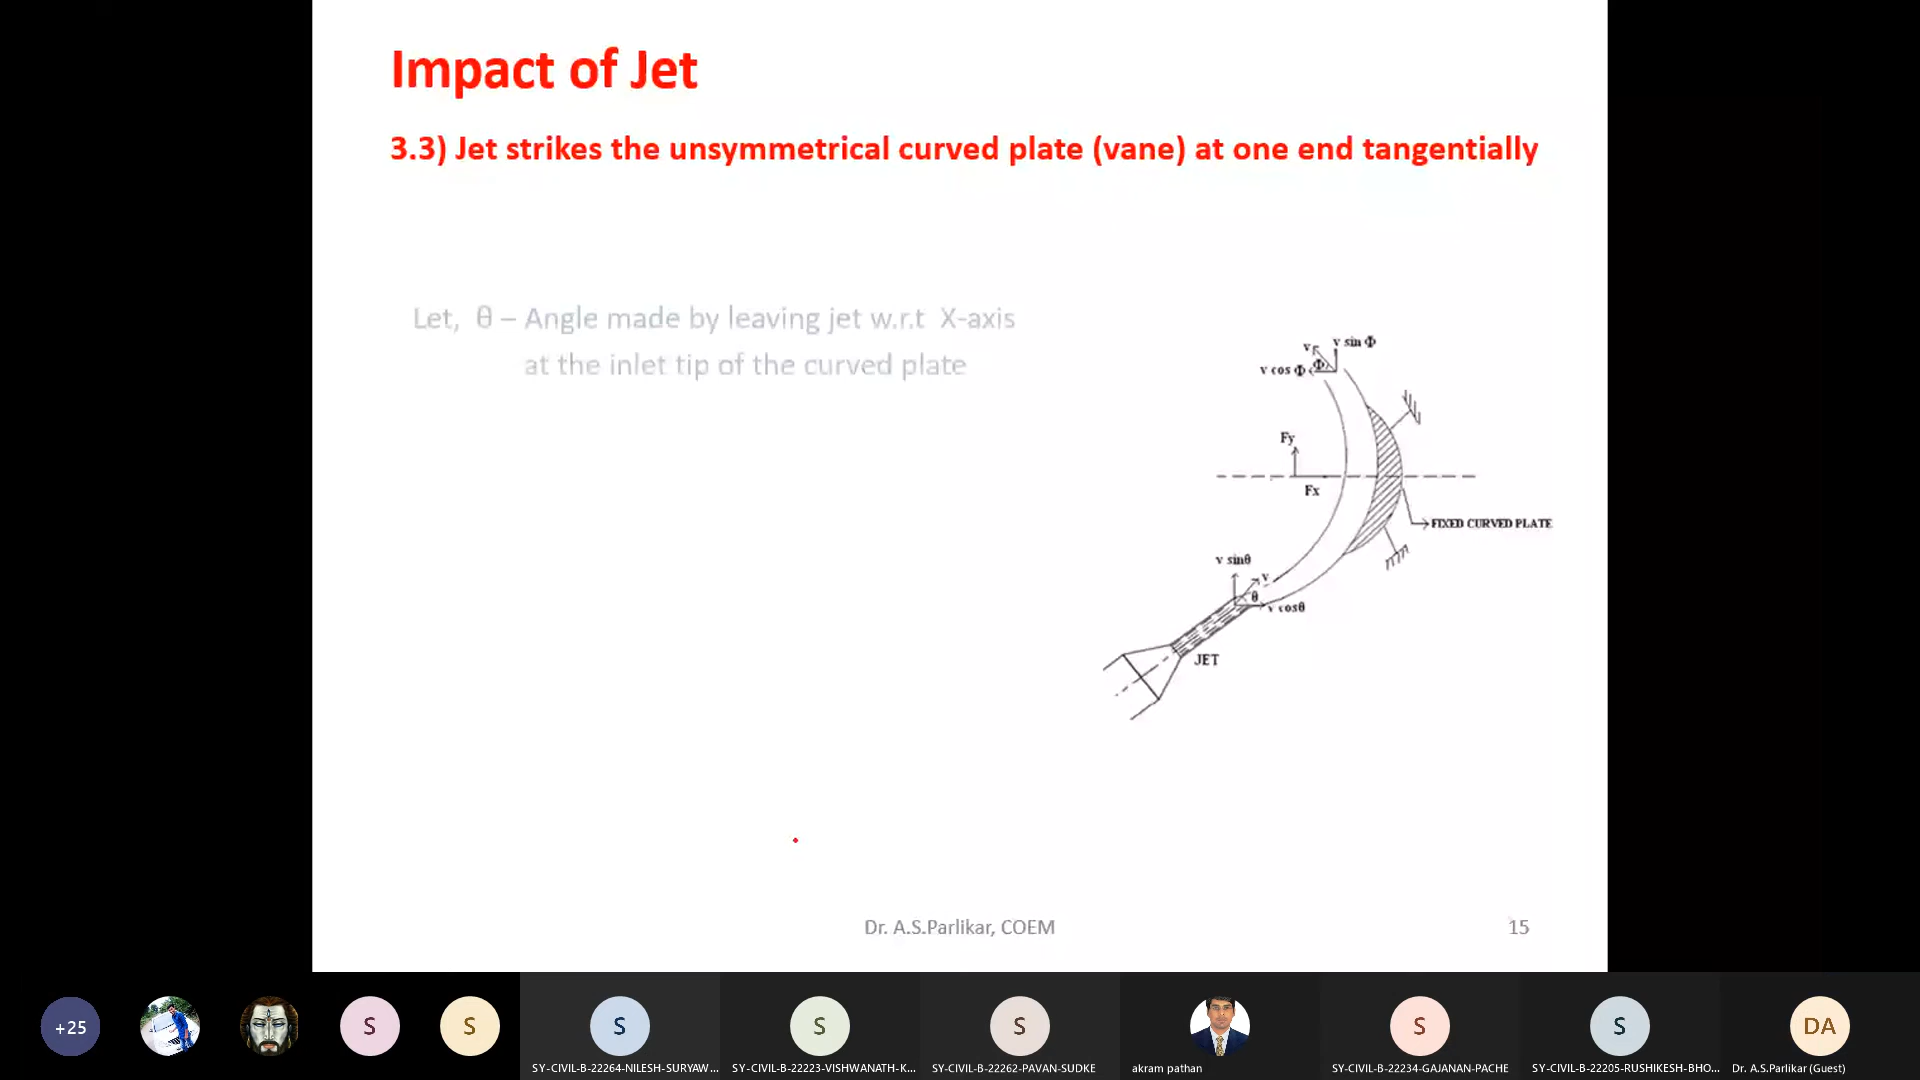 Impact of Jet
3.3) Jet strikes the unsymmetrical curved plate (vane) at one end tangentially
Let, θ – Angle made by leaving jet w.r.t X-axis
at the inlet tip of the curved plate
v
v sin Φ
v cos Φ
Φ
Fy
Fx
FIXED CURVED PLATE
v sinθ
v
θ
v cosθ
JET
Dr. A.S.Parlikar, COEM
15
+25
S
S
S
S
S
S
S
DA
SY-CIVIL-B-22264-NILESH-SURYAW...
SY-CIVIL-B-22223-VISHWANATH-K...
SY-CIVIL-B-22262-PAVAN-SUDKE
akram pathan
SY-CIVIL-B-22234-GAJANAN-PACHE
SY-CIVIL-B-22205-RUSHIKESH-BHO...
Dr. A.S.Parlikar (Guest)